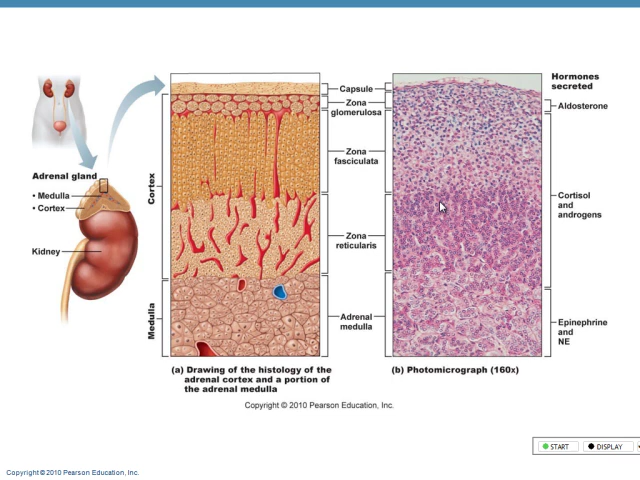 Hormones
secreted
Capsule
Zona
glomerulosa
Aldosterone
Zona
fasciculata
Adrenal gland
• Medulla
• Cortex
Cortex
Cortisol
and
androgens
Kidney
Zona
reticularis
Medulla
Adrenal
medulla
Epinephrine
and
NE
(a) Drawing of the histology of the
adrenal cortex and a portion of
the adrenal medulla
(b) Photomicrograph (160x)
Copyright © 2010 Pearson Education, Inc.
START
DISPLAY
Copyright © 2010 Pearson Education, Inc.